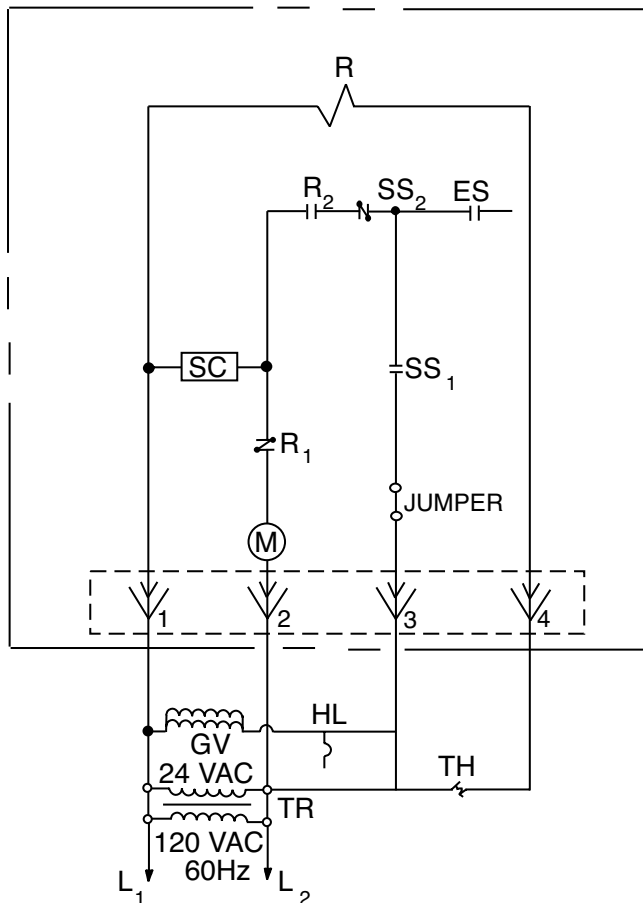 R
R2 SS2 ES
SC
SS1
R1
JUMPER
M
1 2 3 4
HL
GV
24 VAC
TH
TR
120 VAC
60Hz
L1 L2